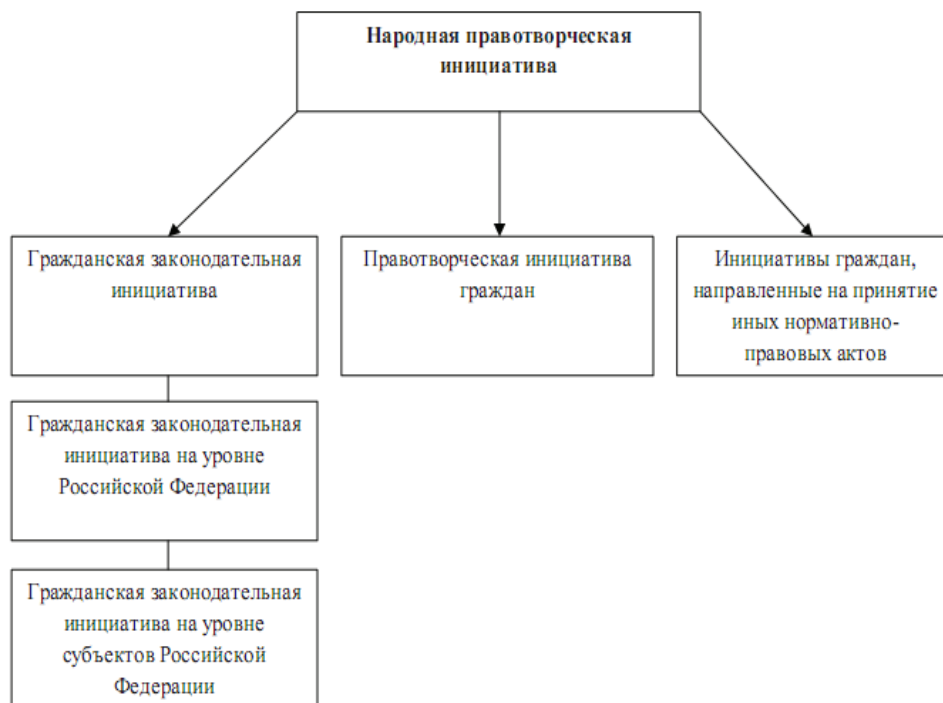 Народная правотворческая
инициатива
Гражданская законодательная
инициатива
Правотворческая инициатива
граждан
Инициативы граждан,
направленные на принятие
иных нормативно-
правовых актов
Гражданская законодательная
инициатива на уровне
Российской Федерации
Гражданская законодательная
инициатива на уровне
субъектов Российской
Федерации